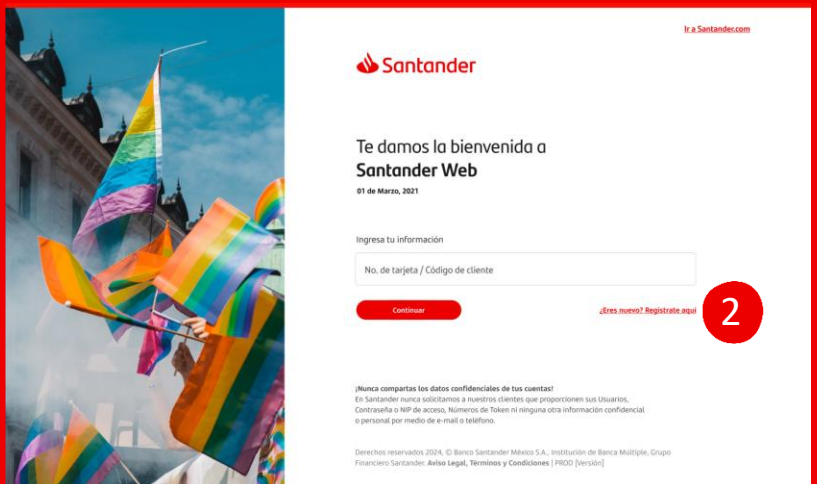 Ir a Santander.com
Santander
Te damos la bienvenida a
Santander Web
01 de Marzo, 2021
Ingresa tu información
No. de tarjeta / Código de cliente
Continuar
¿Eres nuevo? Regístrate aquí
2
¡Nunca compartas los datos confidenciales de tus cuentas!
En Santander nunca solicitamos a nuestros clientes que proporcionen sus Usuarios,
Contraseña o NIP de acceso, Números de Token ni ninguna otra información confidencial
o personal por medio de e-mail o teléfono.
Derechos reservados 2024, © Banco Santander México S.A., Institución de Banca Múltiple, Grupo
Financiero Santander. Aviso Legal, Términos y Condiciones | PROD [Versión]